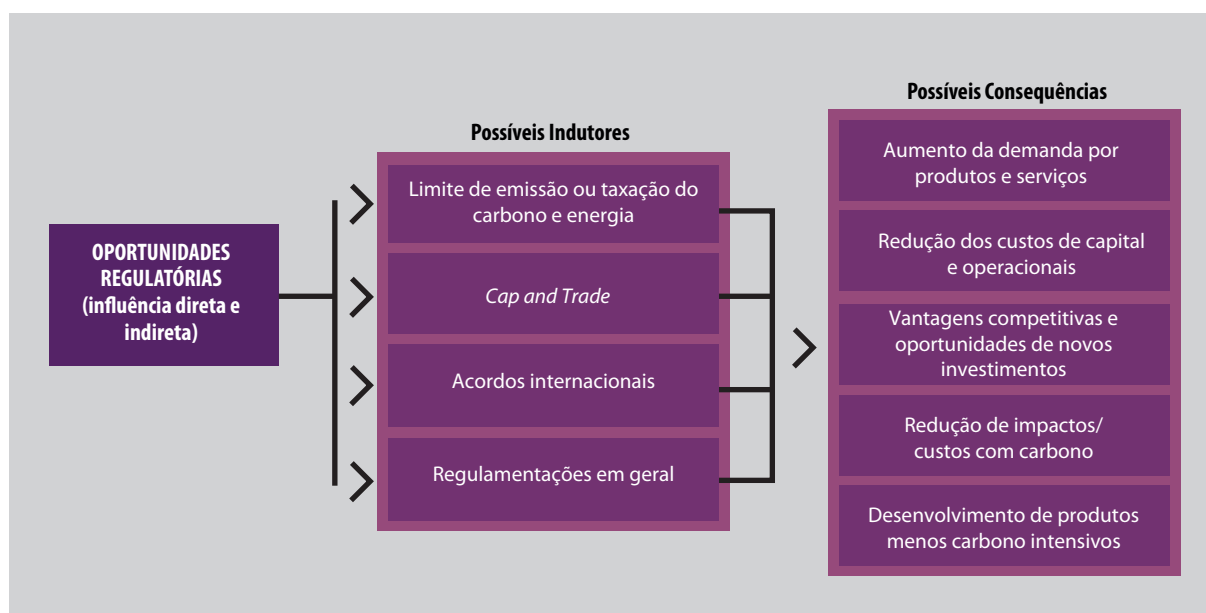 OPORTUNIDADES
REGULATÓRIAS
(influência direta e
indireta)
Possíveis Indutores
Limite de emissão ou taxação do
carbono e energia
Cap and Trade
Acordos internacionais
Regulamentações em geral
Possíveis Consequências
Aumento da demanda por
produtos e serviços
Redução dos custos de capital
e operacionais
Vantagens competitivas e
oportunidades de novos
investimentos
Redução de impactos/
custos com carbono
Desenvolvimento de produtos
menos carbono intensivos